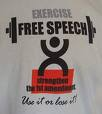 EXERCISE
FREE SPEECH
strengthen
the 1st amendment
Use it or lose it!